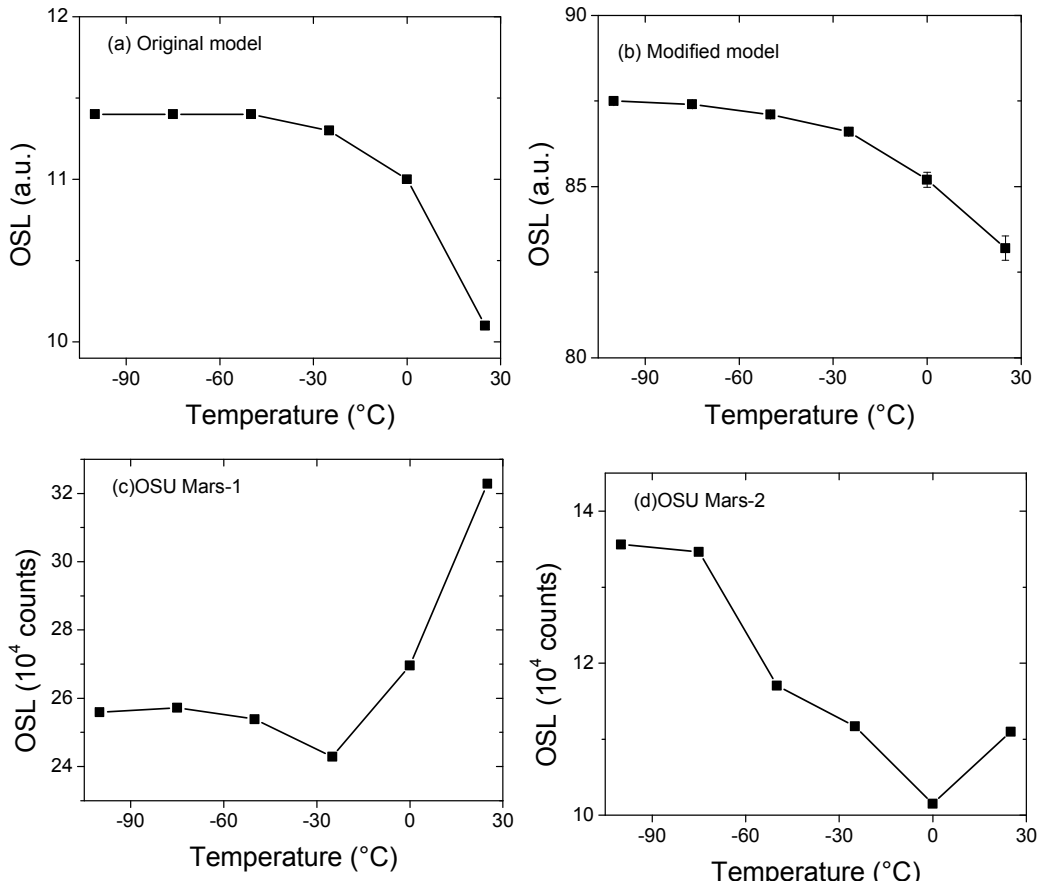 (a) Original model
12
11
10
OSL (a.u.)
-90 -60 -30 0 30
Temperature (°C)
(b) Modified model
90
85
80
OSL (a.u.)
-90 -60 -30 0 30
Temperature (°C)
(c)OSU Mars-1
32
30
28
26
24
OSL (10⁴ counts)
-90 -60 -30 0 30
Temperature (°C)
(d)OSU Mars-2
14
12
10
OSL (10⁴ counts)
-90 -60 -30 0 30
Temperature (°C)